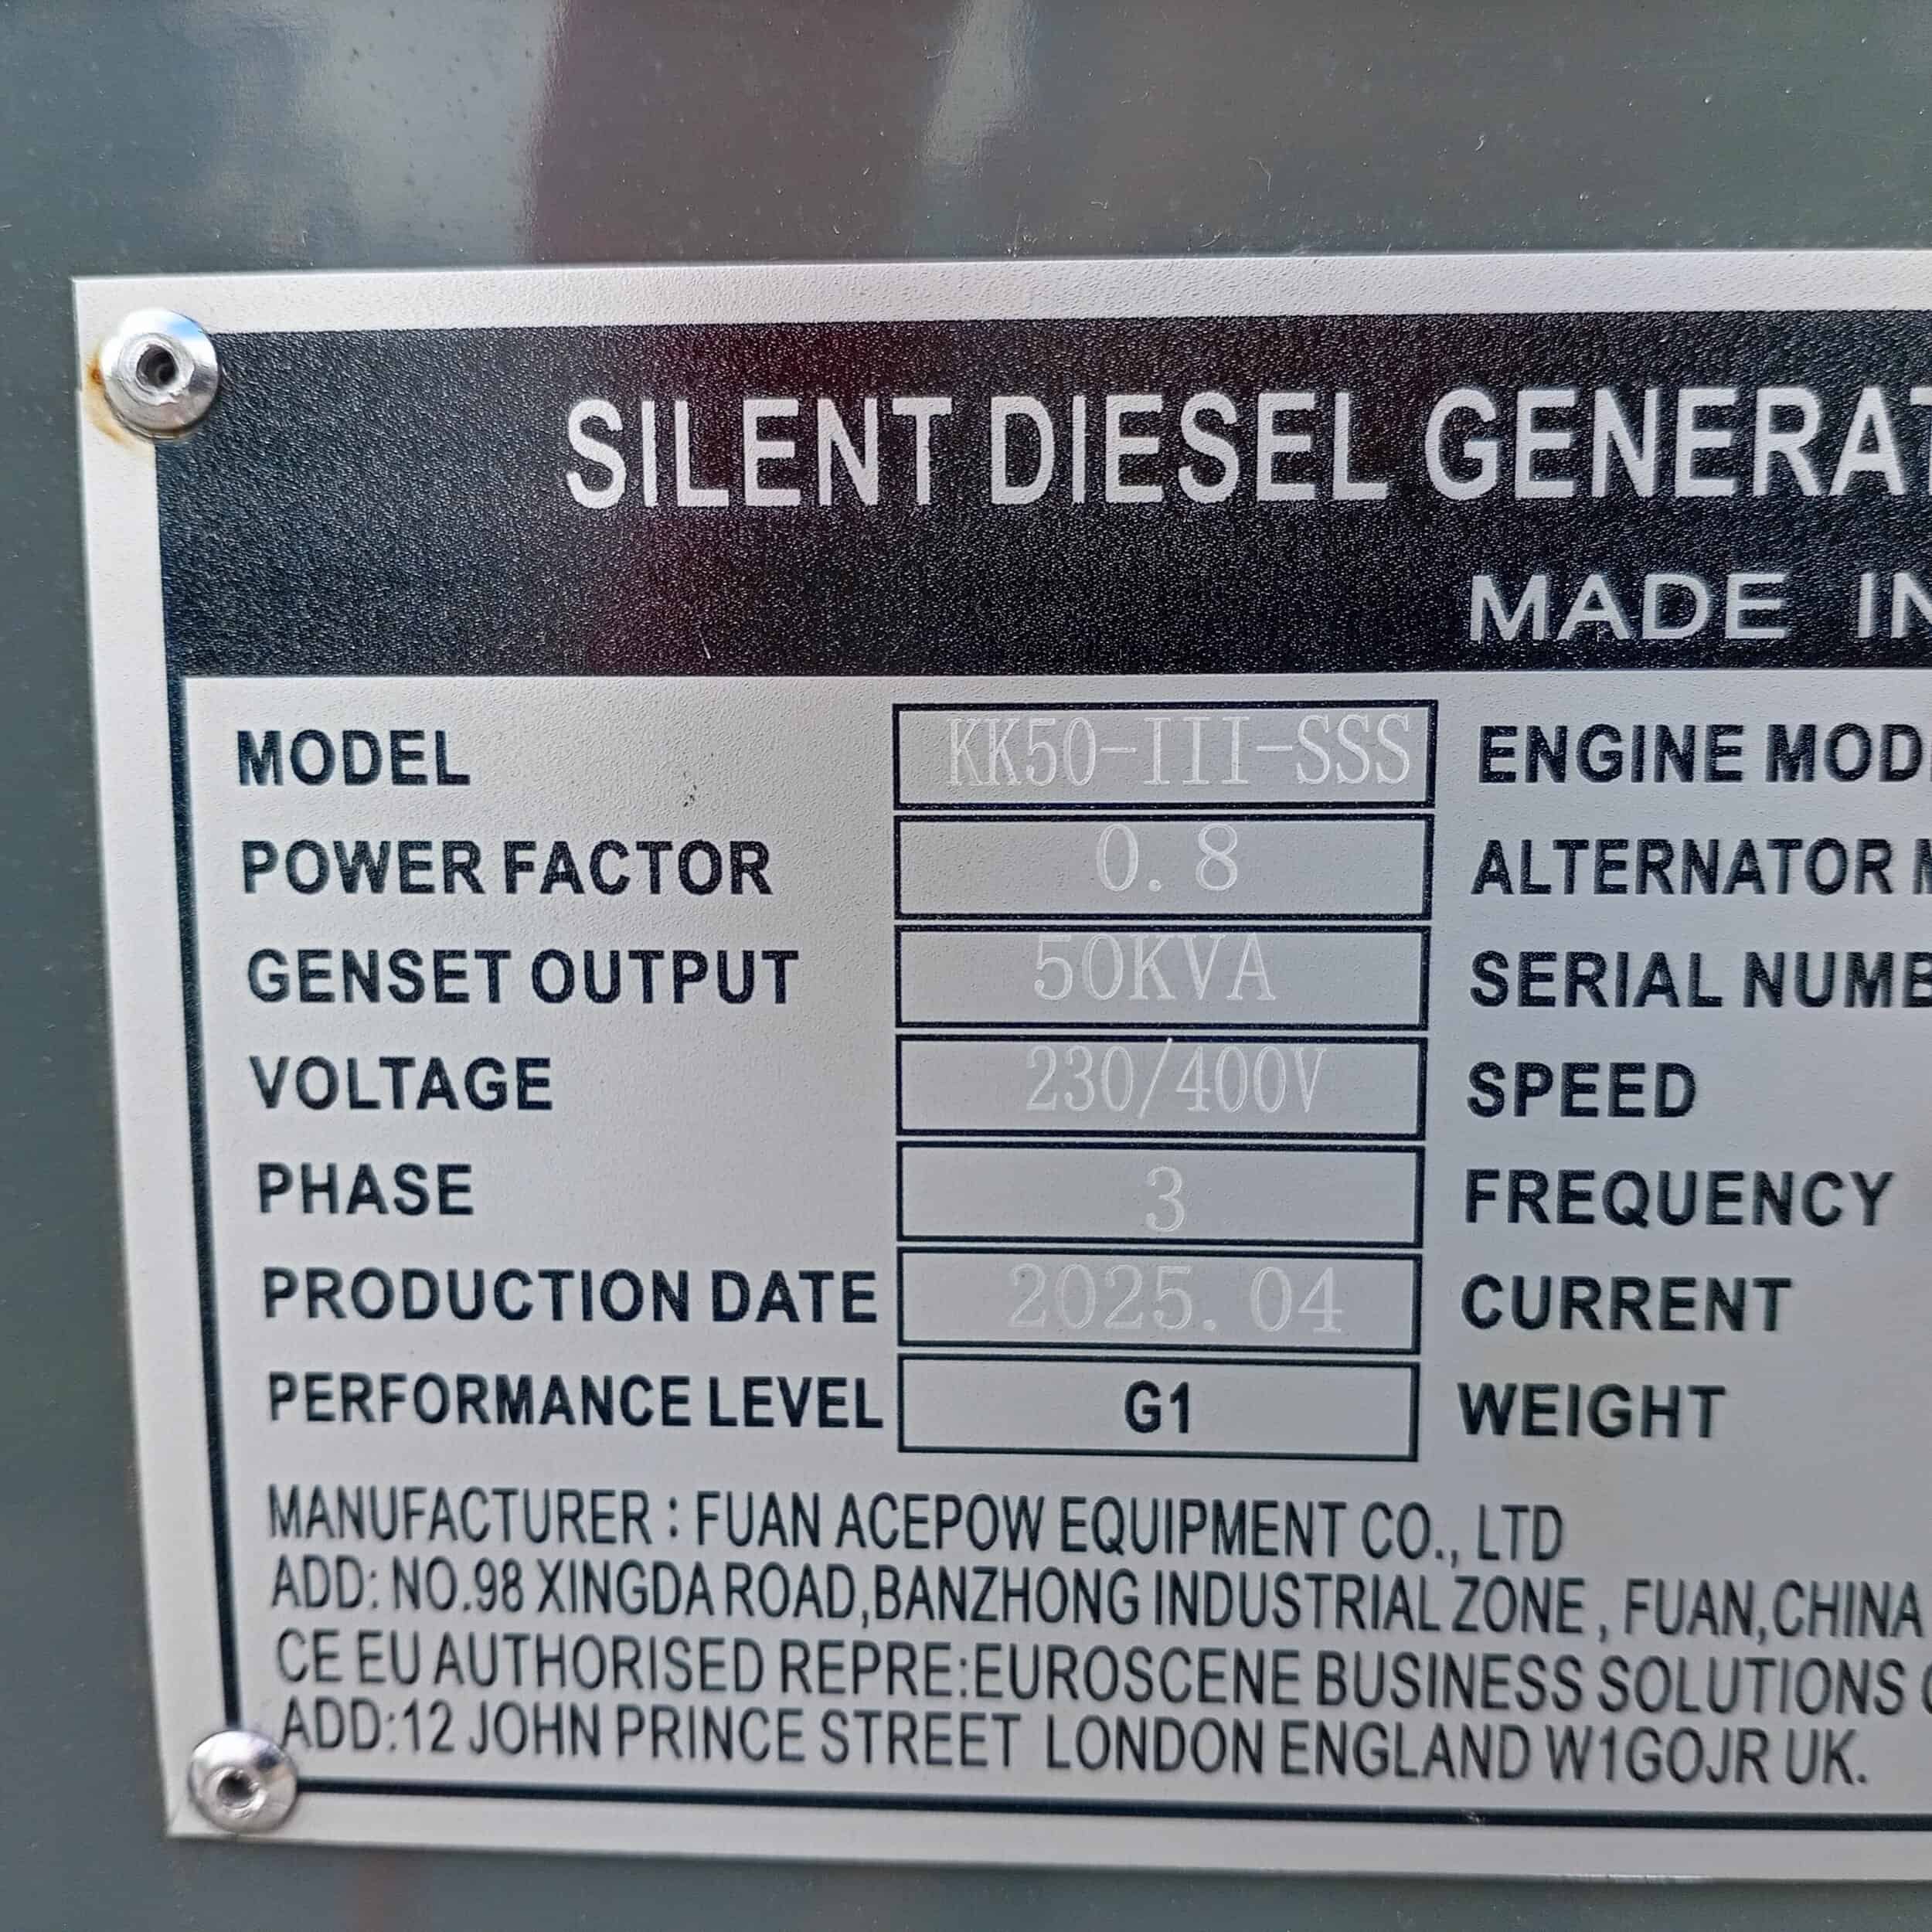 SILENT DIESEL GENERAT
MADE IN
MODEL KK50-III-SSS ENGINE MOD
POWER FACTOR 0.8 ALTERNATOR M
GENSET OUTPUT 50KVA SERIAL NUMB
VOLTAGE 230/400V SPEED
PHASE 3 FREQUENCY
PRODUCTION DATE 2025.04 CURRENT
PERFORMANCE LEVEL G1 WEIGHT
MANUFACTURER : FUAN ACEPOW EQUIPMENT CO., LTD
ADD: NO.98 XINGDA ROAD,BANZHONG INDUSTRIAL ZONE , FUAN,CHINA
CE EU AUTHORISED REPRE:EUROSCENE BUSINESS SOLUTIONS
ADD:12 JOHN PRINCE STREET LONDON ENGLAND W1GOJR UK.